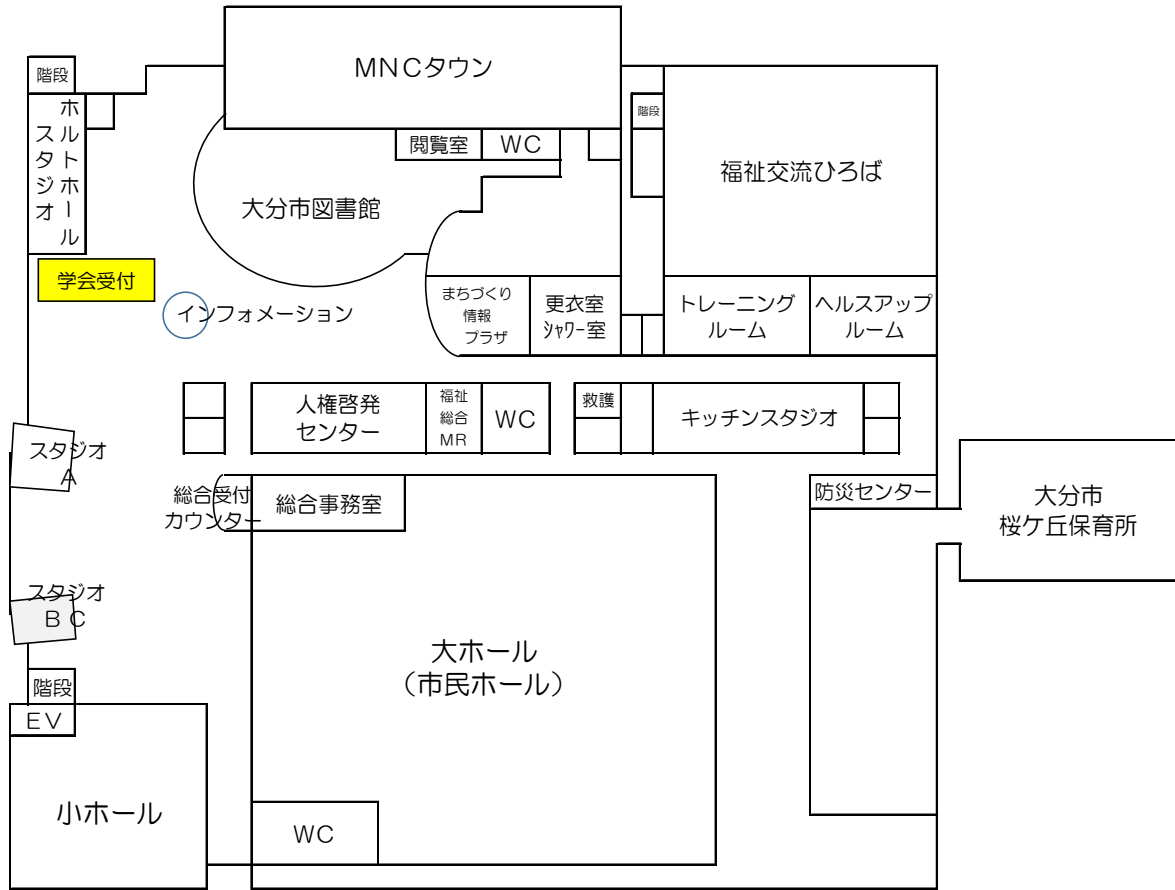 MNCタウン
階段
ホルトホール
スタジオ
階段
閲覧室
WC
福祉交流ひろば
大分市図書館
学会受付
インフォメーション
まちづくり
情報
プラザ
更衣室
シャワー室
トレーニング
ルーム
ヘルスアップ
ルーム
人権啓発
センター
福祉
総合
MR
WC
救護
キッチンスタジオ
スタジオ
A
総合受付
カウンター
総合事務室
防災センター
大分市
桜ケ丘保育所
スタジオ
BC
大ホール
（市民ホール）
階段
EV
小ホール
WC